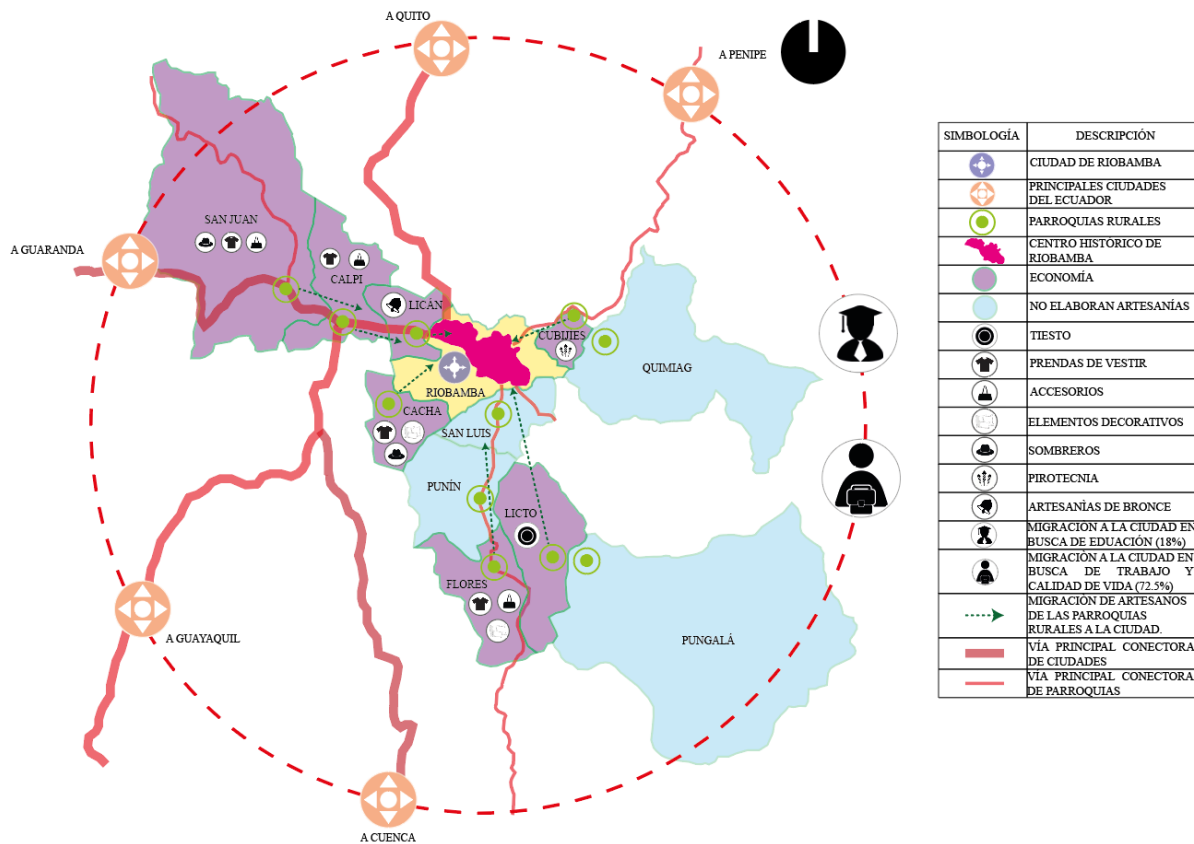 A QUITO
A PENIPE
SAN JUAN
A GUARANDA
CALPI
LICÁN
CUBIJIES
QUIMIAG
RIOBAMBA
CACHA
SAN LUIS
PUNÍN
LICTO
FLORES
A GUAYAQUIL
PUNGALÁ
A CUENCA
SIMBOLOGÍA DESCRIPCIÓN
CIUDAD DE RIOBAMBA
PRINCIPALES CIUDADES
DEL ECUADOR
PARROQUIAS RURALES
CENTRO HISTÓRICO DE
RIOBAMBA
ECONOMÍA
NO ELABORAN ARTESANÍAS
TIESTO
PRENDAS DE VESTIR
ACCESORIOS
ELEMENTOS DECORATIVOS
SOMBREROS
PIROTECNIA
ARTESANÍAS DE BRONCE
MIGRACIÓN A LA CIUDAD EN
BUSCA DE EDUACIÓN (18%)
MIGRACIÓN A LA CIUDAD EN
BUSCA DE TRABAJO Y
CALIDAD DE VIDA (72.5%)
MIGRACIÓN DE ARTESANOS
DE LAS PARROQUIAS
RURALES A LA CIUDAD.
VÍA PRINCIPAL CONECTORA
DE CIUDADES
VÍA PRINCIPAL CONECTORA
DE PARROQUIAS